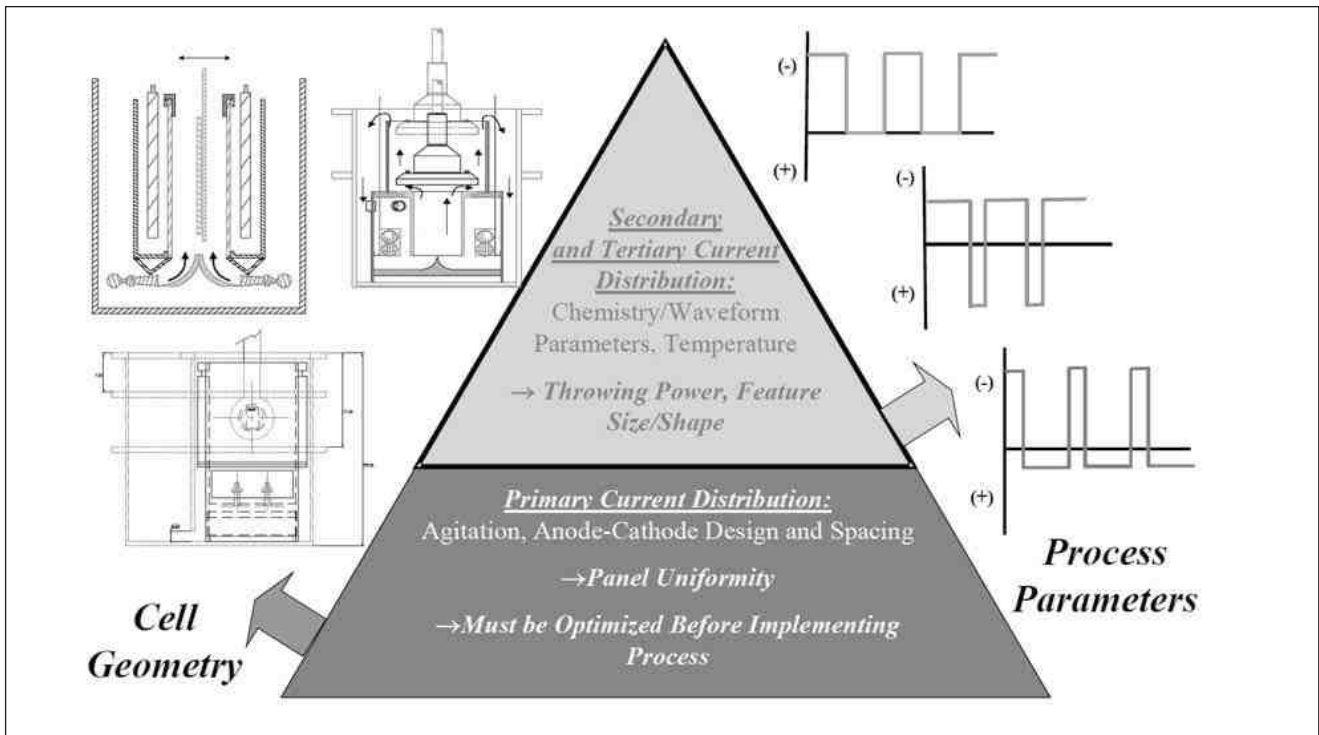 (-)
(+)
(-)
(+)
(-)
(+)
Secondary
and Tertiary Current
Distribution:
Chemistry/Waveform
Parameters, Temperature
→ Throwing Power, Feature
Size/Shape
Primary Current Distribution:
Agitation, Anode-Cathode Design and Spacing
→Panel Uniformity
→Must be Optimized Before Implementing
Process
Cell
Geometry
Process
Parameters